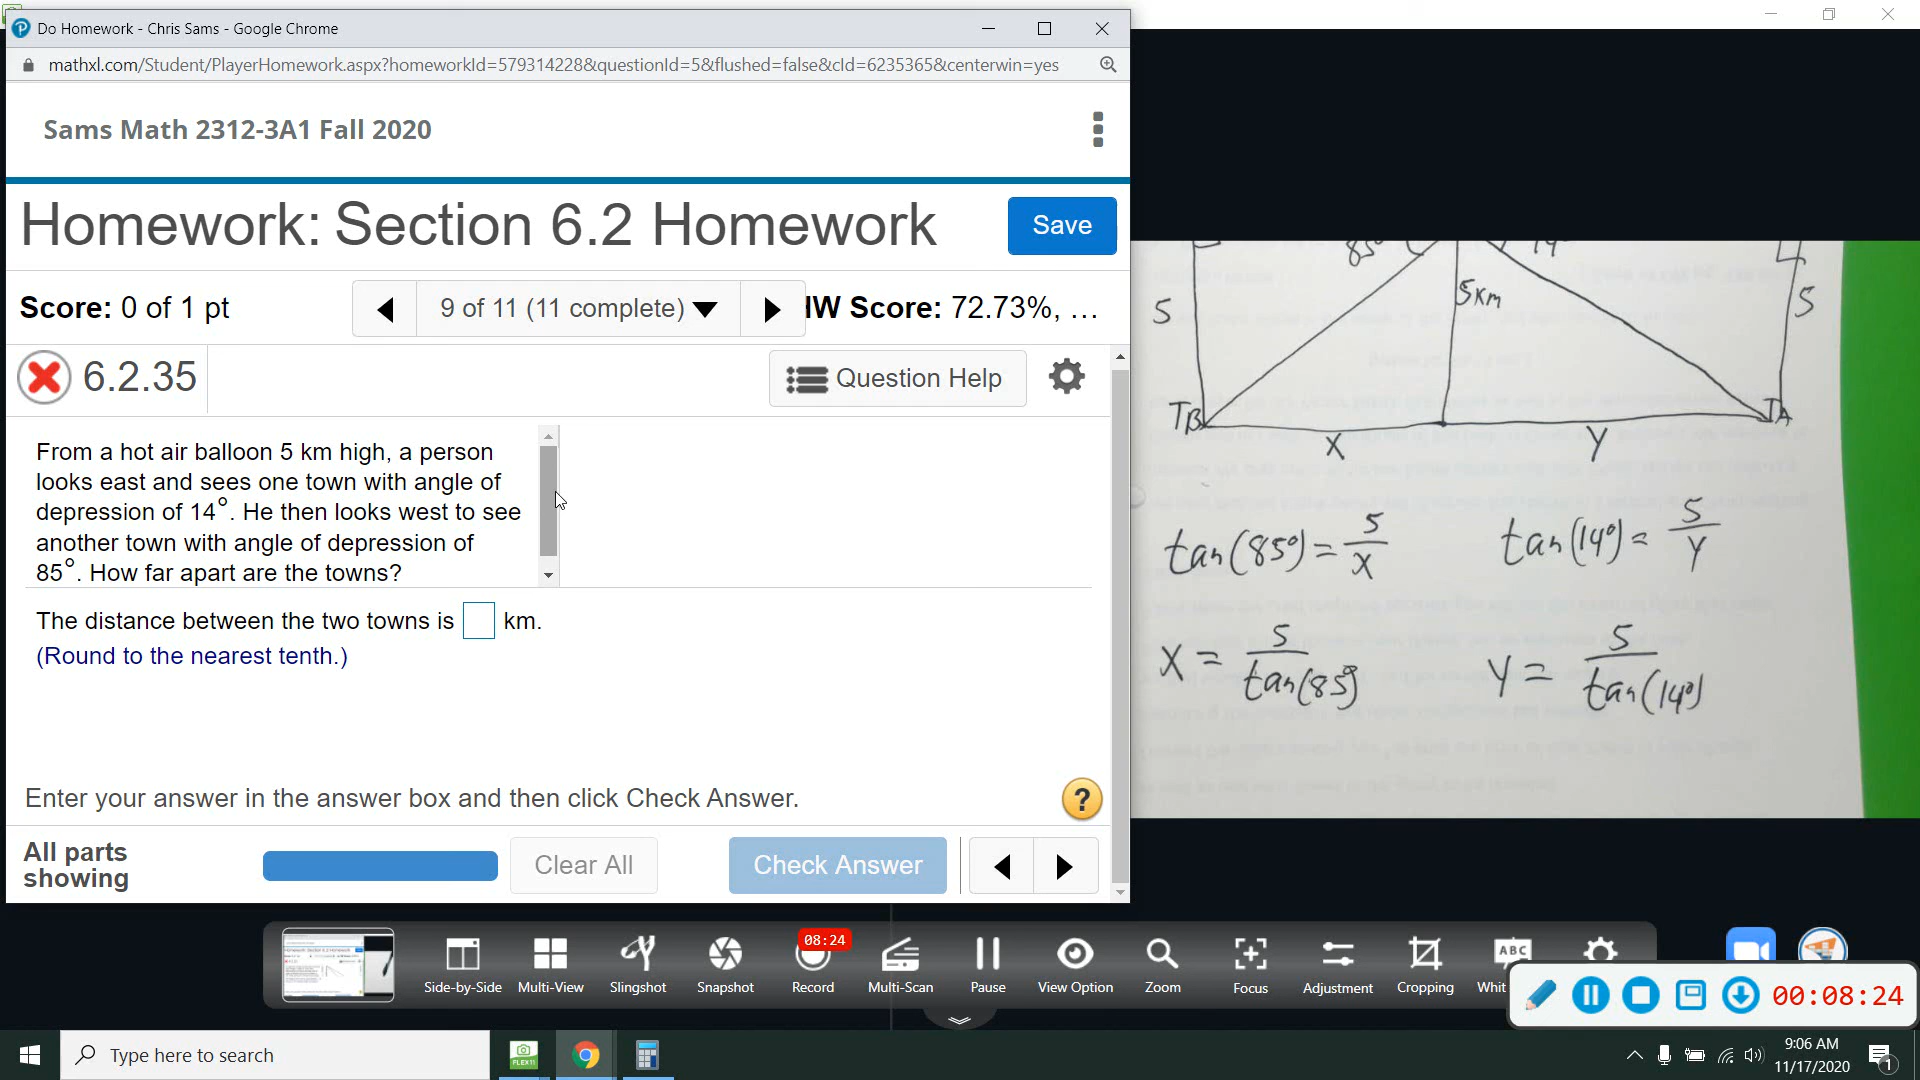 Do Homework - Chris Sams - Google Chrome
mathxl.com/Student/PlayerHomework.aspx?homeworkId=579314228&questionId=5&flushed=false&cId=6235365&centerwin=yes
Sams Math 2312-3A1 Fall 2020
Homework: Section 6.2 Homework
Save
Score: 0 of 1 pt
9 of 11 (11 complete)
HW Score: 72.73%, ...
6.2.35
Question Help
From a hot air balloon 5 km high, a person
looks east and sees one town with angle of
depression of 14°. He then looks west to see
another town with angle of depression of
85°. How far apart are the towns?
The distance between the two towns is km.
(Round to the nearest tenth.)
Enter your answer in the answer box and then click Check Answer.
?
All parts
showing
Clear All
Check Answer
85° 14°
5 5km 5
TB TA
X Y
tan(85°) = 5/X
tan(14°) = 5/Y
X = 5/tan(85°)
Y = 5/tan(14°)
08:24
ABC
Side-by-Side Multi-View Slingshot Snapshot Record Multi-Scan Pause View Option Zoom Focus Adjustment Cropping Whit
00:08:24
Type here to search
FLEX11
9:06 AM
11/17/2020
1